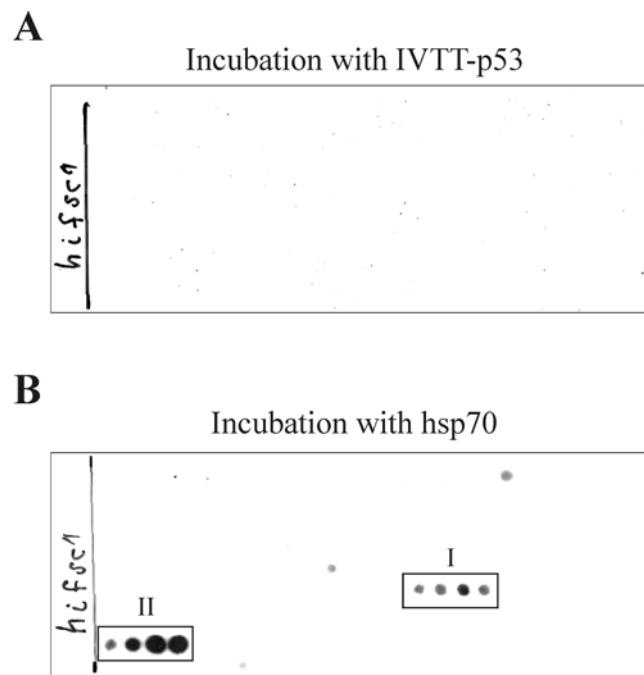 A
Incubation with IVTT-p53
hifsc1
B
Incubation with hsp70
hifsc1
I
II